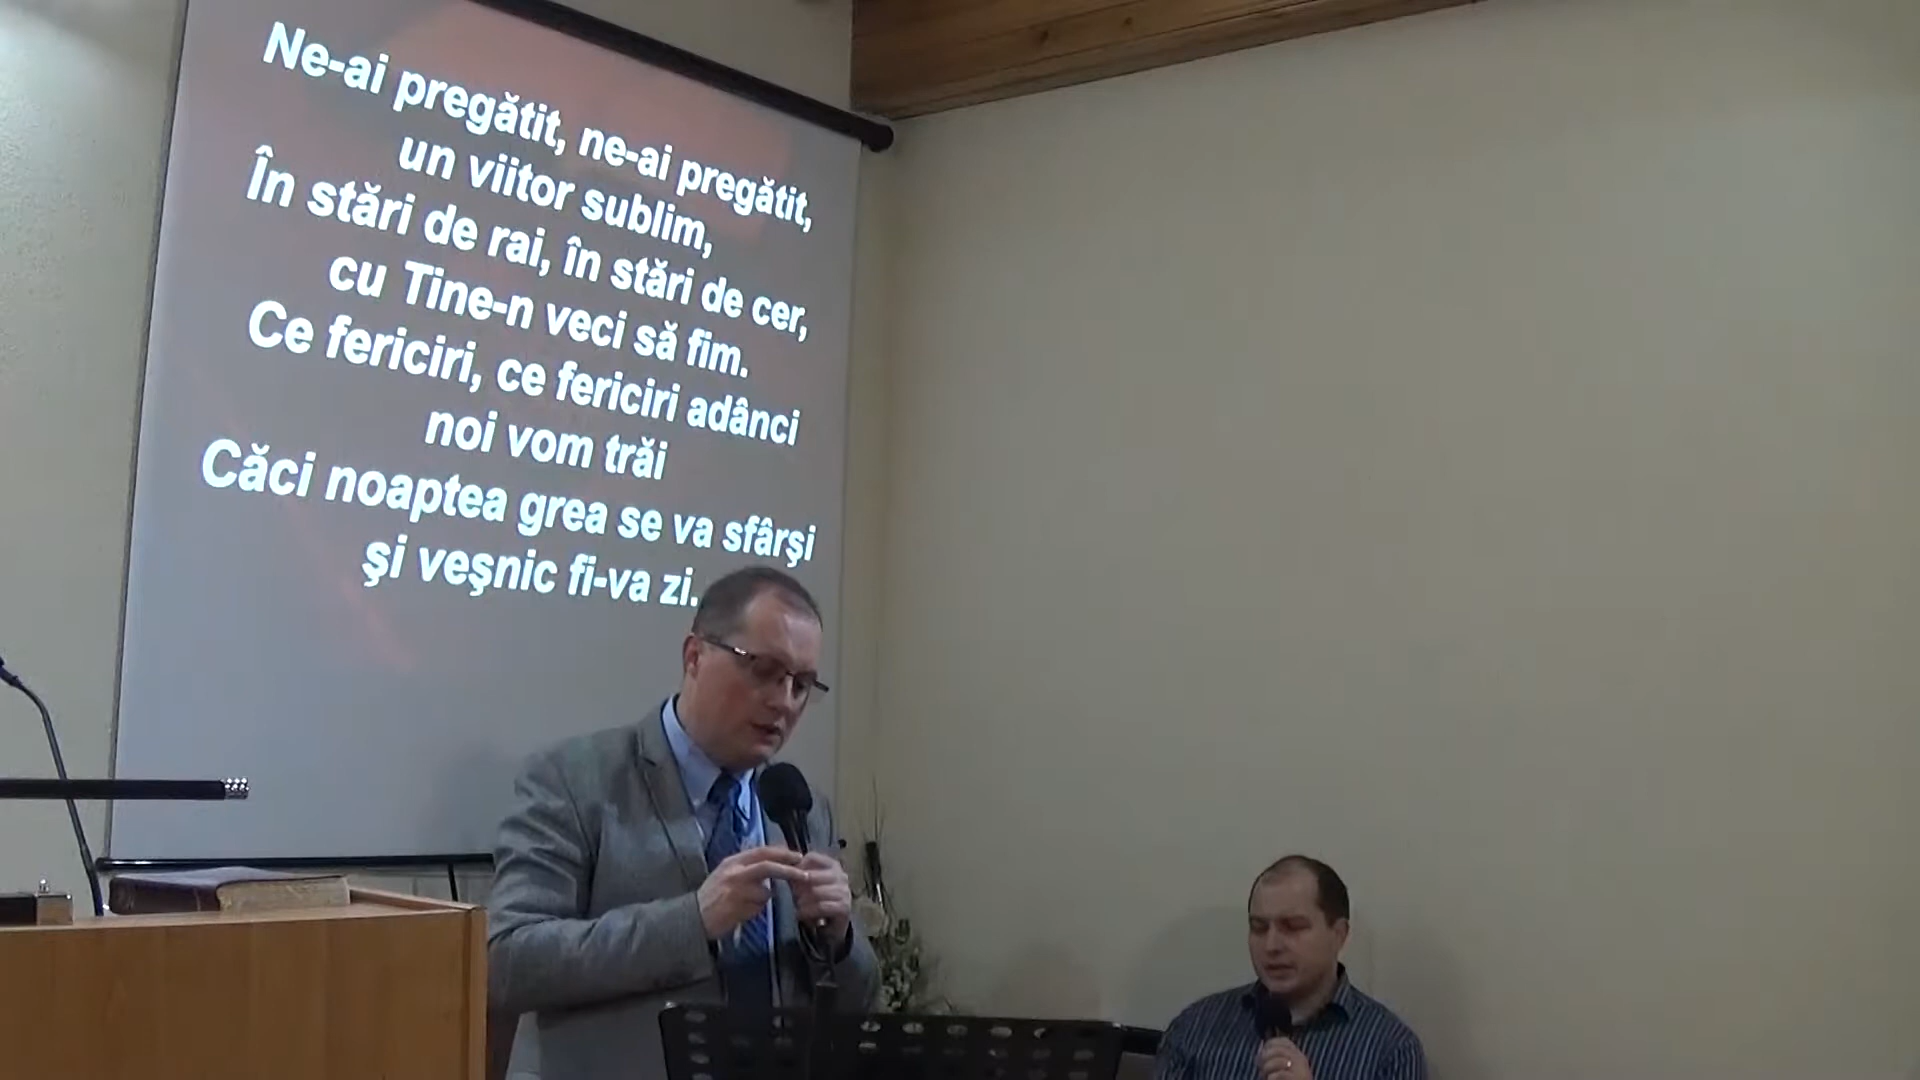 Ne-ai pregătit, ne-ai pregătit,
un viitor sublim,
În stări de rai, în stări de cer,
cu Tine-n veci să fim.
Ce fericiri, ce fericiri adânci
noi vom trăi
Căci noaptea grea se va sfârşi
şi veşnic fi-va zi.